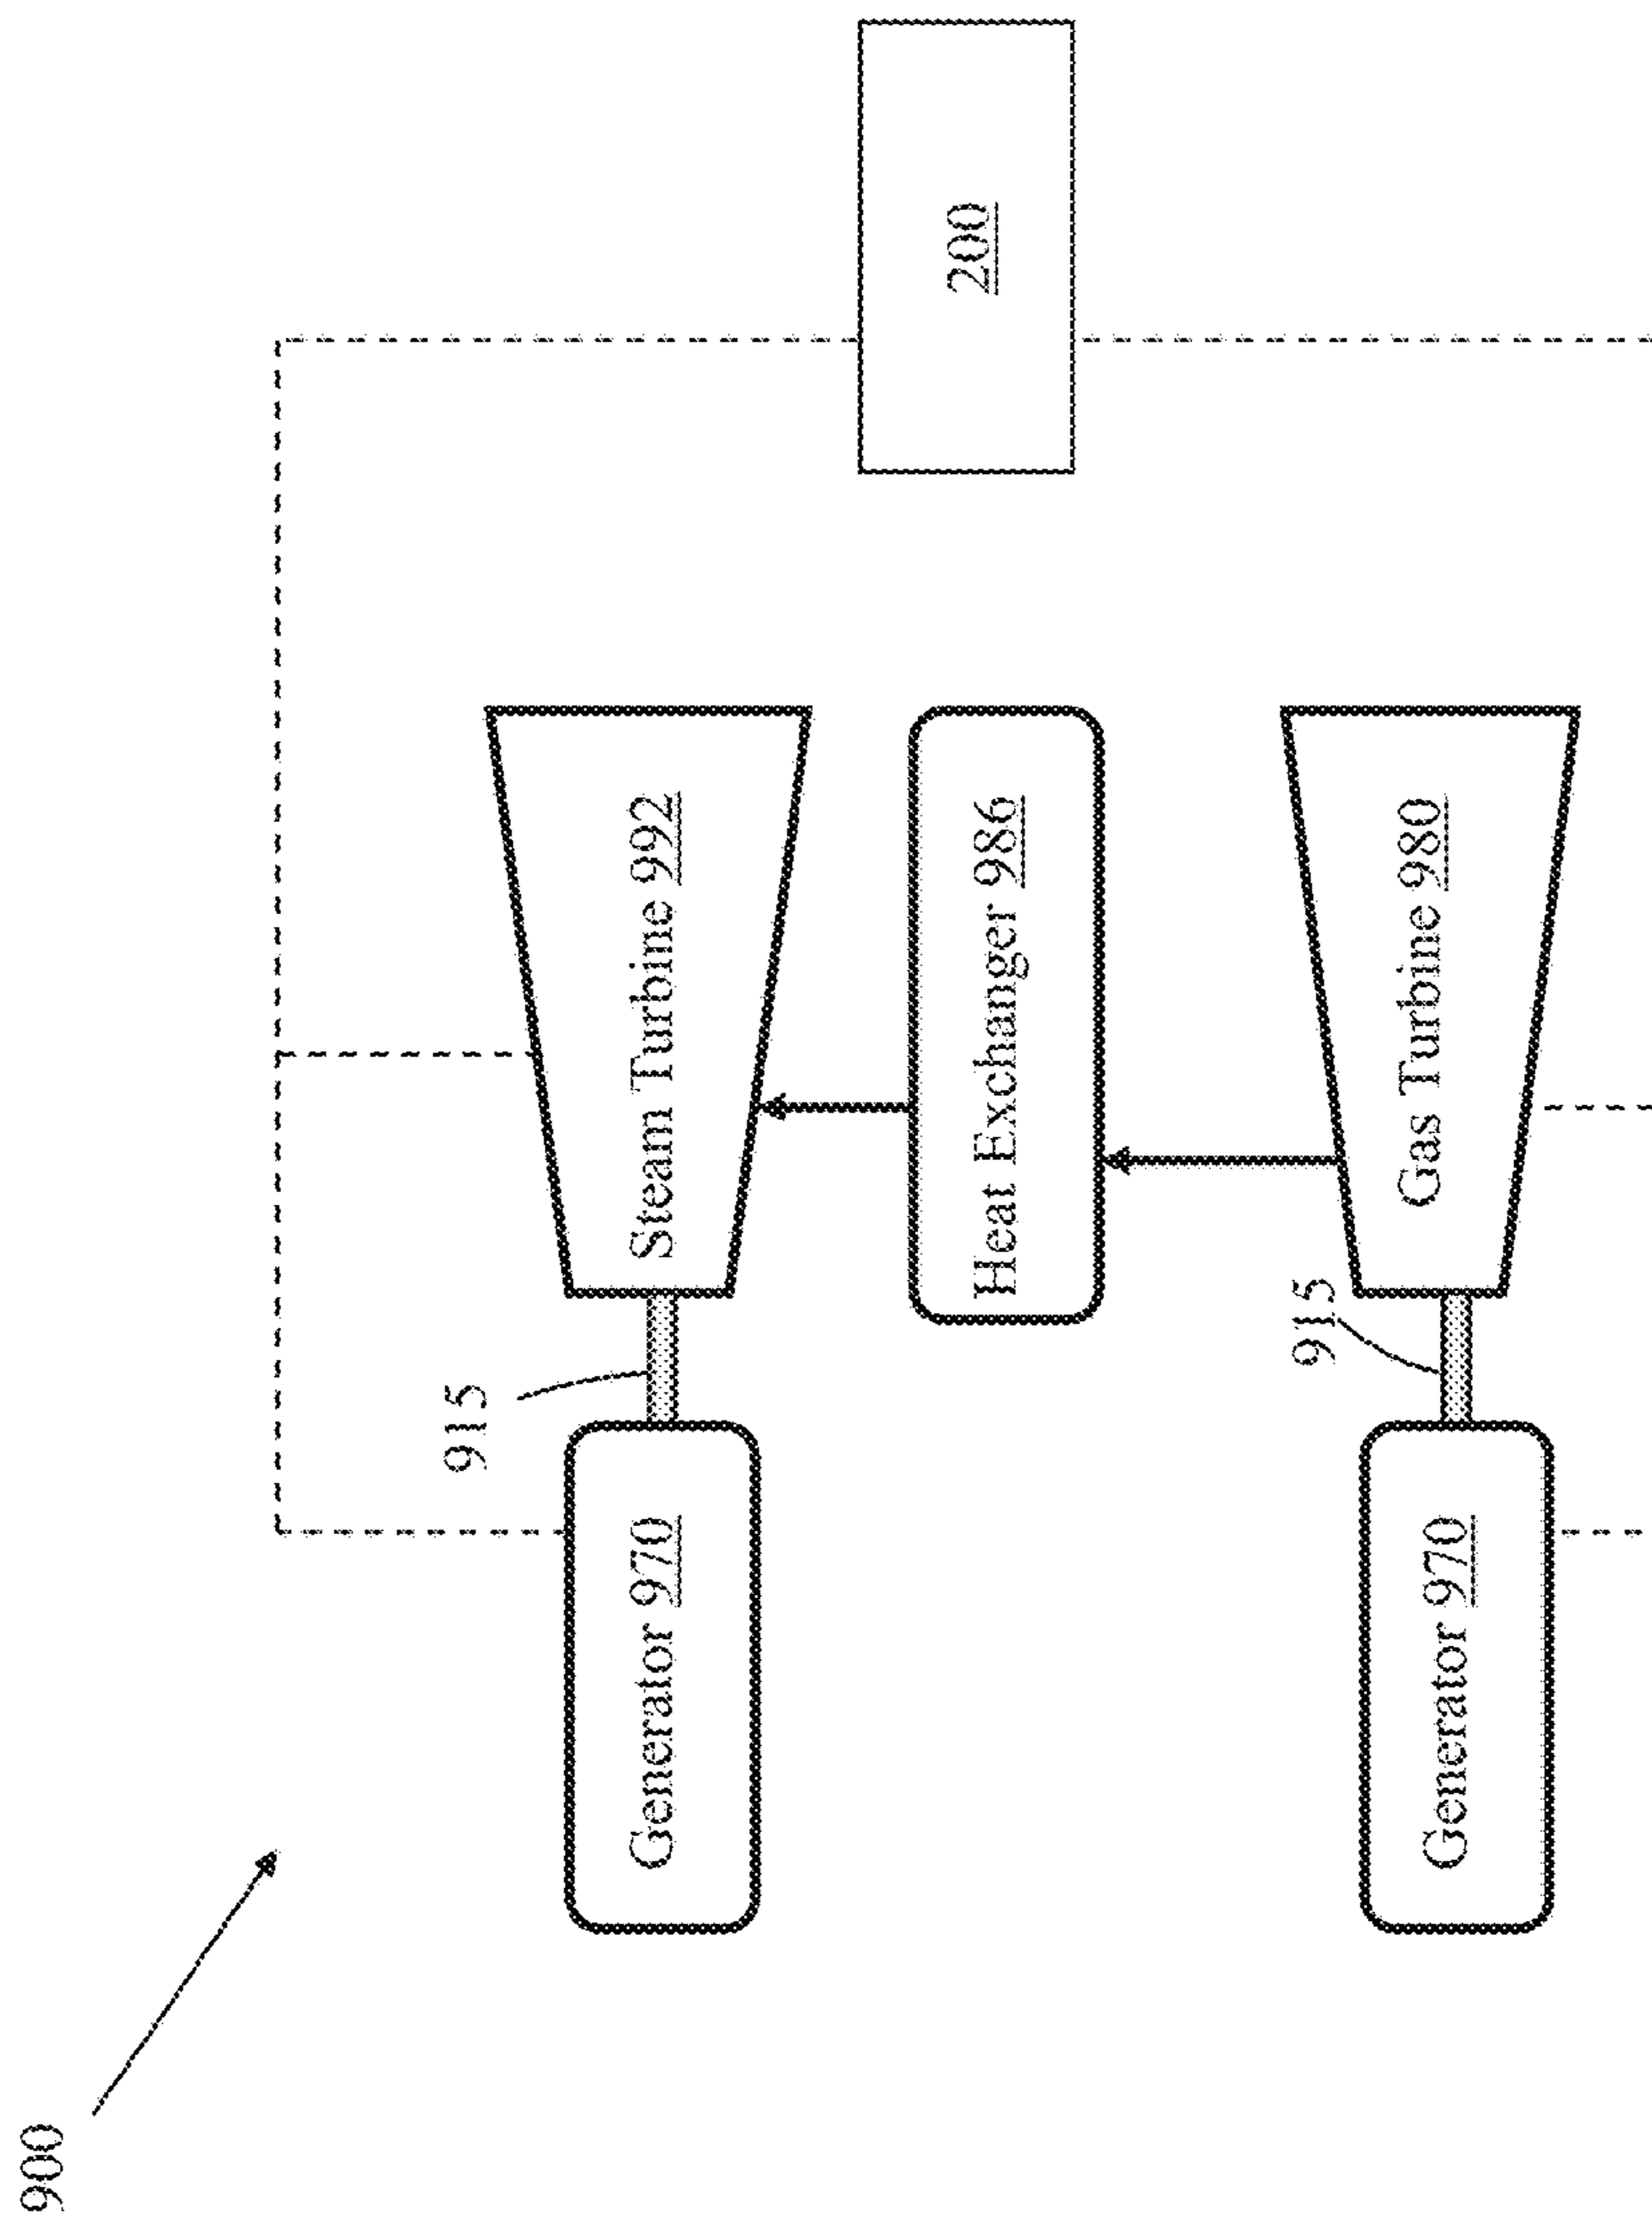 900
Generator 970
915
Steam Turbine 992
Heat Exchanger 986
200
Generator 970
915
Gas Turbine 980